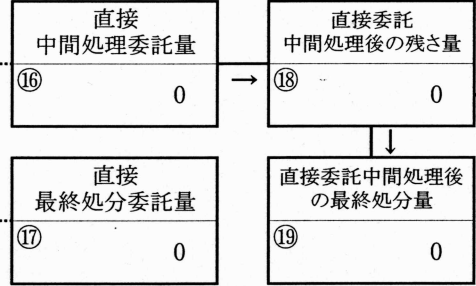 直接
中間処理委託量
⑯
0
→
直接委託
中間処理後の残さ量
⑱
0
↓
直接
最終処分委託量
⑰
0
直接委託中間処理後
の最終処分量
⑲
0